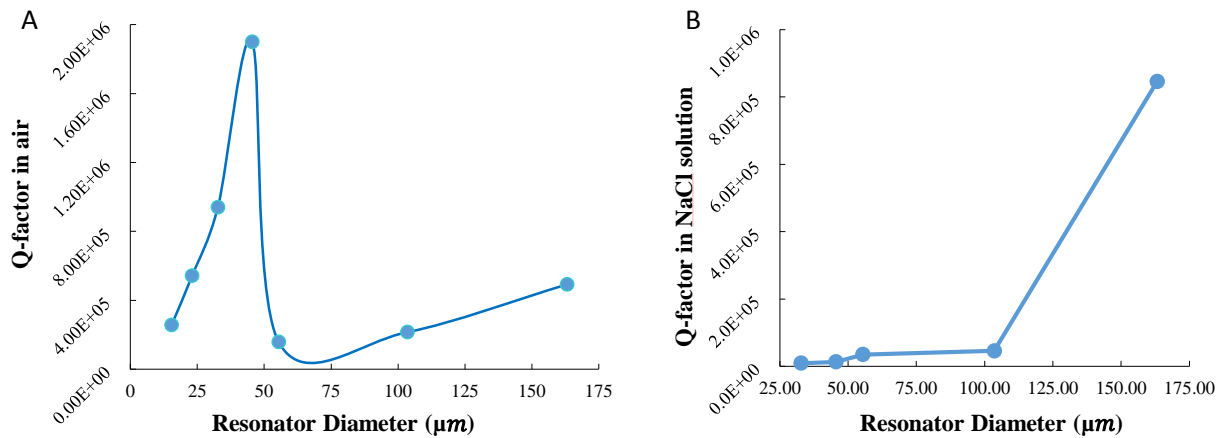 A
Q-factor in air
2.00E+06
1.60E+06
1.20E+06
8.00E+05
4.00E+05
0.00E+00
0 25 50 75 100 125 150 175
Resonator Diameter (µm)
B
Q-factor in NaCl solution
1.0E+06
8.0E+05
6.0E+05
4.0E+05
2.0E+05
0.0E+00
25.00 50.00 75.00 100.00 125.00 150.00 175.00
Resonator Diameter (µm)